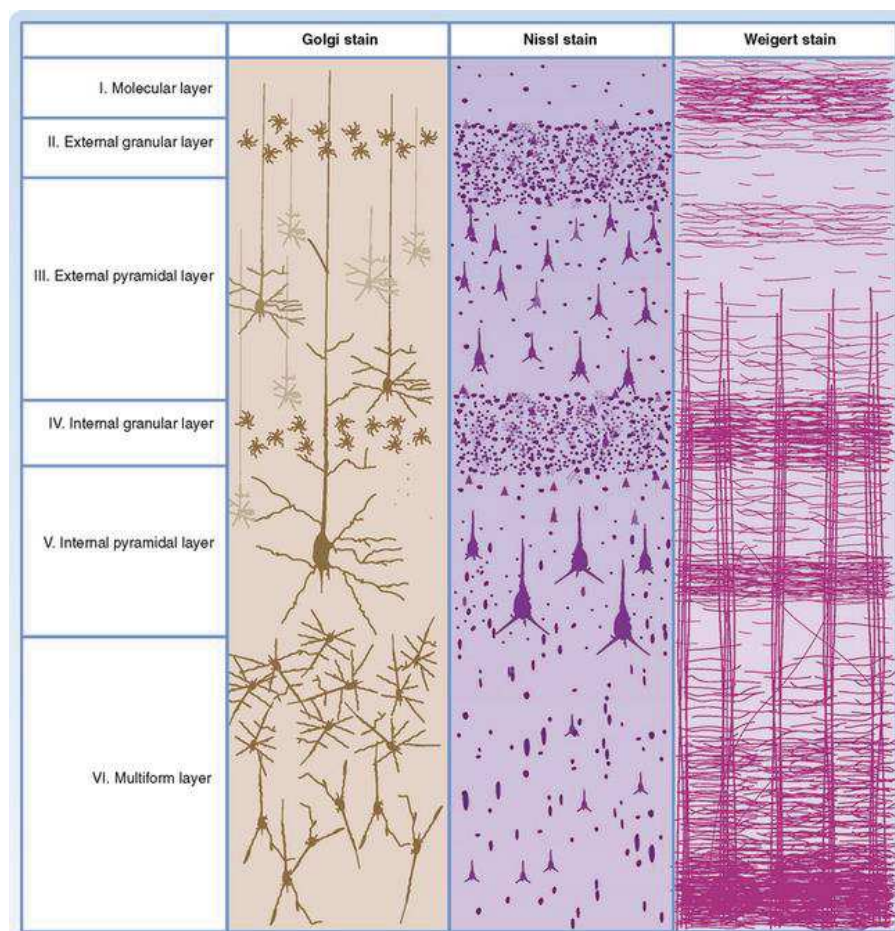 Golgi stain
Nissl stain
Weigert stain
I. Molecular layer
II. External granular layer
III. External pyramidal layer
IV. Internal granular layer
V. Internal pyramidal layer
VI. Multiform layer